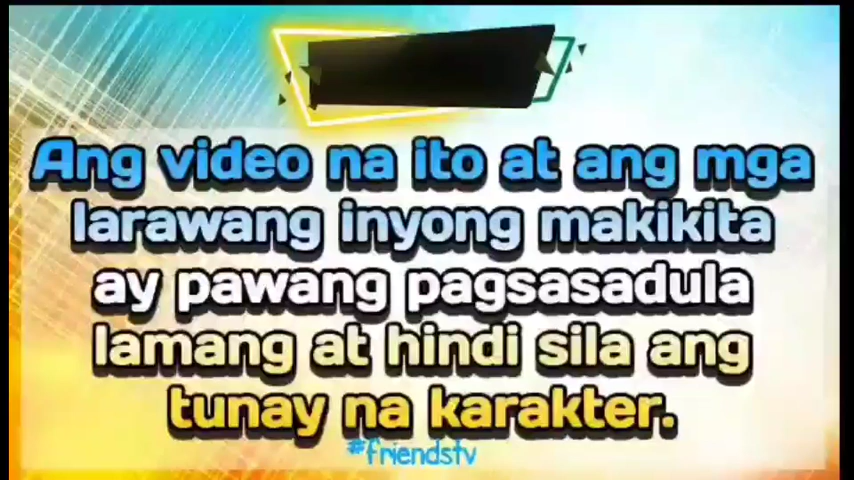 Ang video na ito at ang mga
larawang inyong makikita
ay pawang pagsasadula
lamang at hindi sila ang
tunay na karakter.
#friendstv